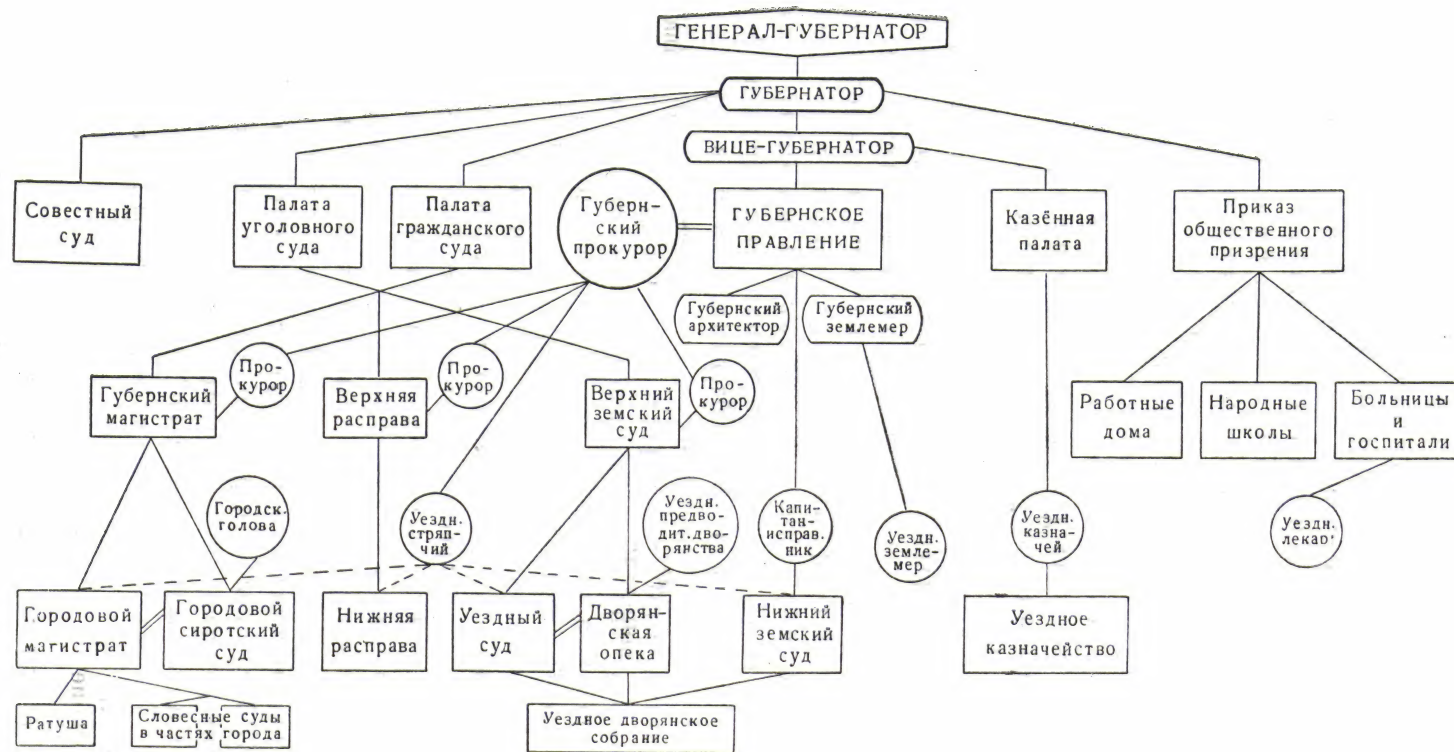 ГЕНЕРАЛ-ГУБЕРНАТОР
ГУБЕРНАТОР
ВИЦЕ-ГУБЕРНАТОР
Совестный
суд
Палата
уголовного
суда
Палата
гражданского
суда
Губерн-
ский
прокурор
ГУБЕРНСКОЕ
ПРАВЛЕНИЕ
Казённая
палата
Приказ
общественного
призрения
Губернский
архитектор
Губернский
землемер
Губернский
магистрат
Про-
курор
Верхняя
расправа
Про-
курор
Верхний
земский
суд
Про-
курор
Работные
дома
Народные
школы
Больницы
и
госпитали
Городск.
голова
Уездн.
стряп-
чий
Уездн.
предво-
дит.дво-
рянства
Капи-
тан-
исправ.
ник
Уездн.
земле-
мер
Уездн.
казна-
чей
Уездн.
лекар'
Городовой
магистрат
Городовой
сиротский
суд
Нижняя
расправа
Уездный
суд
Дворян-
ская
опека
Нижний
земский
суд
Уездное
казначейство
Ратуша
Словесные суды
в частях города
Уездное дворянское
собрание